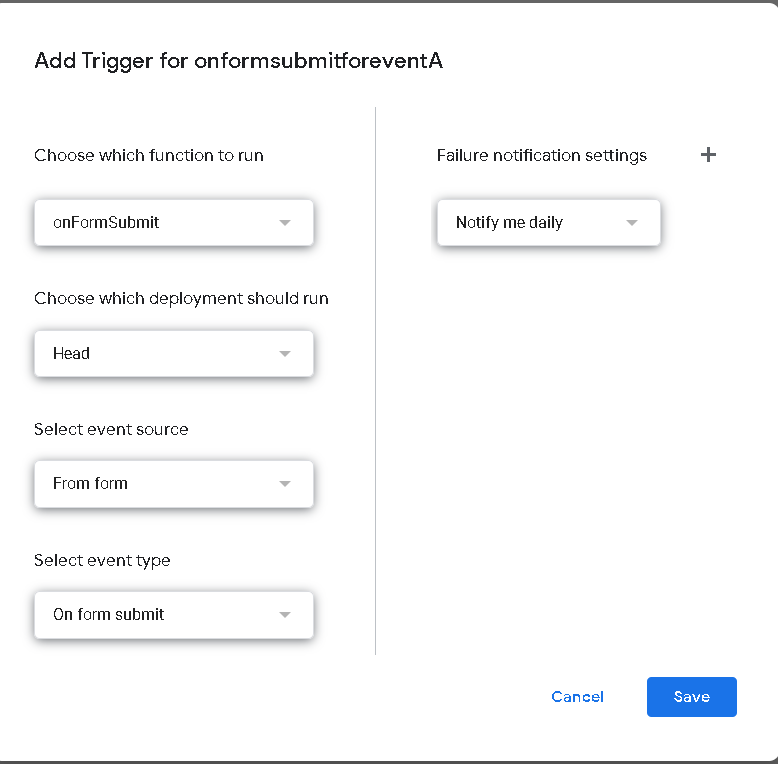 Add Trigger for onformsubmitforeventA
Choose which function to run
onFormSubmit
Choose which deployment should run
Head
Select event source
From form
Select event type
On form submit
Failure notification settings
+
Notify me daily
Cancel
Save